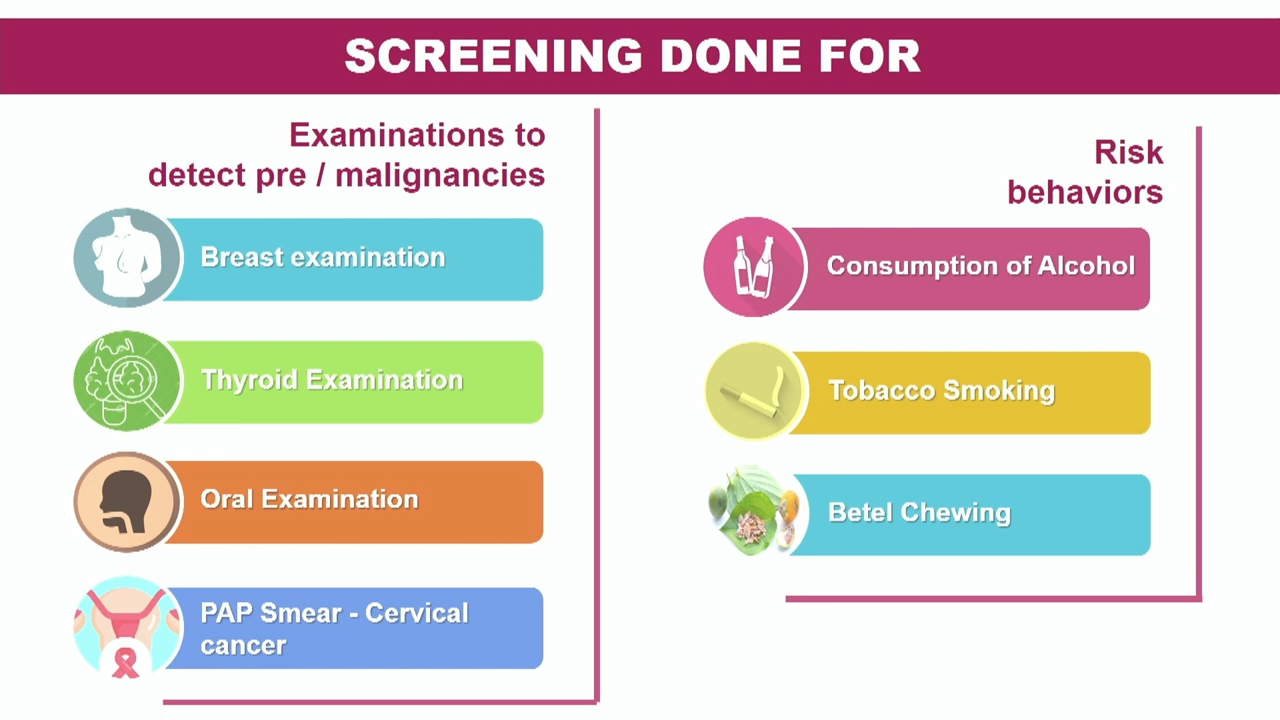 SCREENING DONE FOR
Examinations to
detect pre / malignancies
Breast examination
Thyroid Examination
Oral Examination
PAP Smear - Cervical
cancer
Risk
behaviors
Consumption of Alcohol
Tobacco Smoking
Betel Chewing